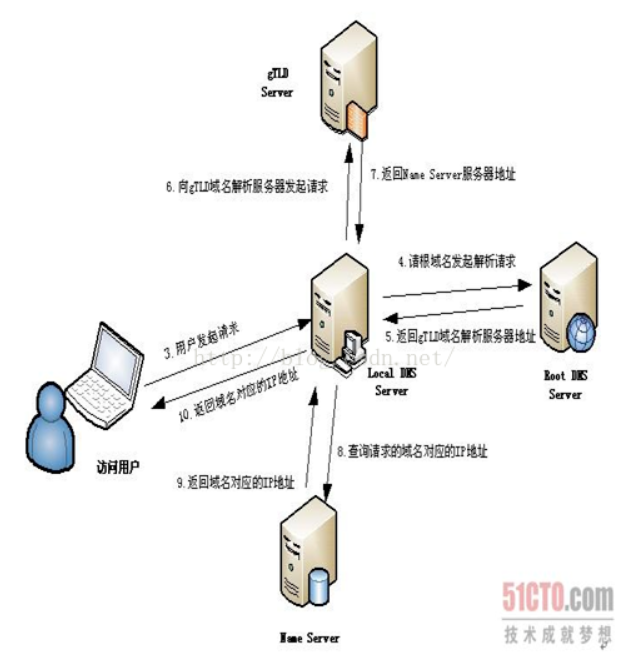 gTLD
Server
6.向gTLD域名解析服务器发起请求
7.返回Name Server服务器地址
4.请根域名发起解析请求
5.返回gTLD域名解析服务器地址
3.用户发起请求
Local DNS
Server
Root DNS
Server
10.返回域名对应的IP地址
访问用户
8.查询请求的域名对应的IP地址
9.返回域名对应的IP地址
Name Server
51CTO.com
技术成就梦想